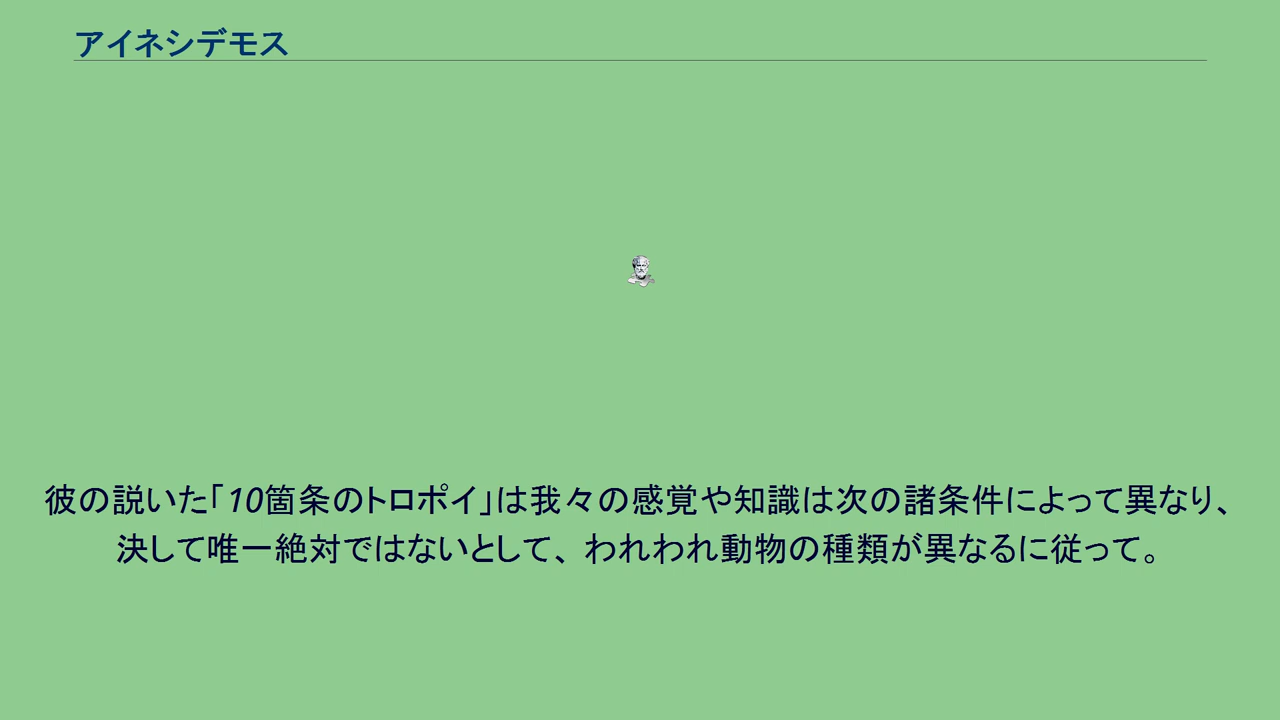 アイネシデモス
彼の説いた「10箇条のトロポイ」は我々の感覚や知識は次の諸条件によって異なり、
決して唯一絶対ではないとして、われわれ動物の種類が異なるに従って。